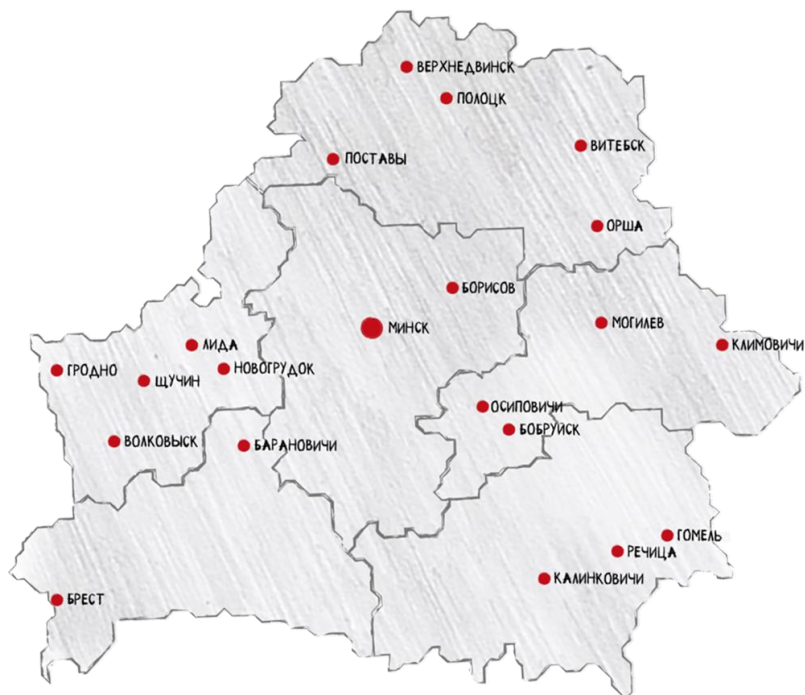 ВЕРХНЕДВИНСК
ПОЛОЦК
ВИТЕБСК
ПОСТАВЫ
ОРША
БОРИСОВ
МИНСК
МОГИЛЕВ
КЛИМОВИЧИ
ЛИДА
ГРОДНО
НОВОГРУДОК
ЩУЧИН
ОСИПОВИЧИ
БОБРУЙСК
ВОЛКОВЫСК
БАРАНОВИЧИ
ГОМЕЛЬ
РЕЧИЦА
КАЛИНКОВИЧИ
БРЕСТ